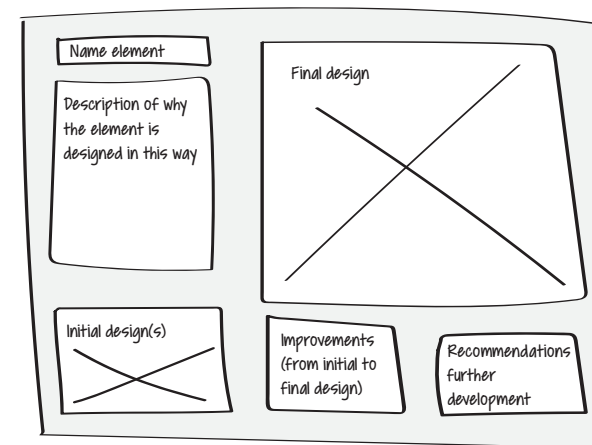 Name element
Description of why
the element is
designed in this way
Final design
Initial design(s)
Improvements
(from initial to
final design)
Recommendations
further
development